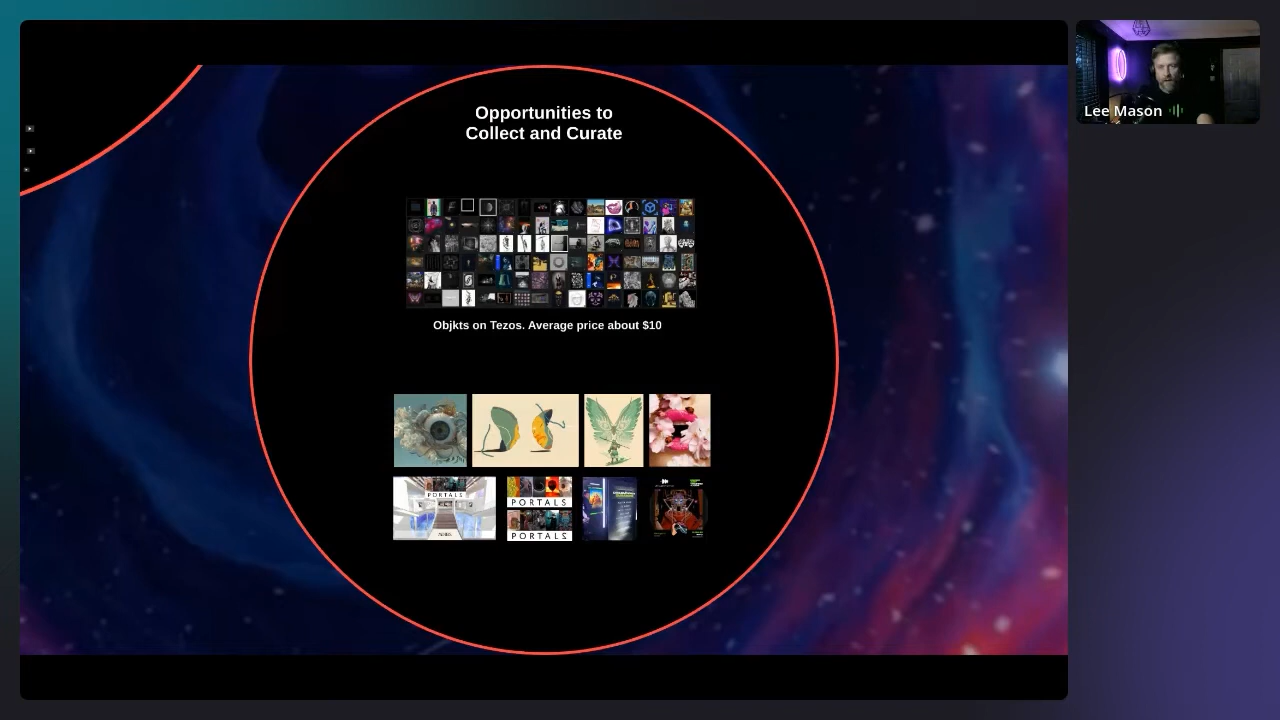 Opportunities to
Collect and Curate
Objkts on Tezos. Average price about $10
PORTALS
PORTALS
PORTALS
Lee Mason